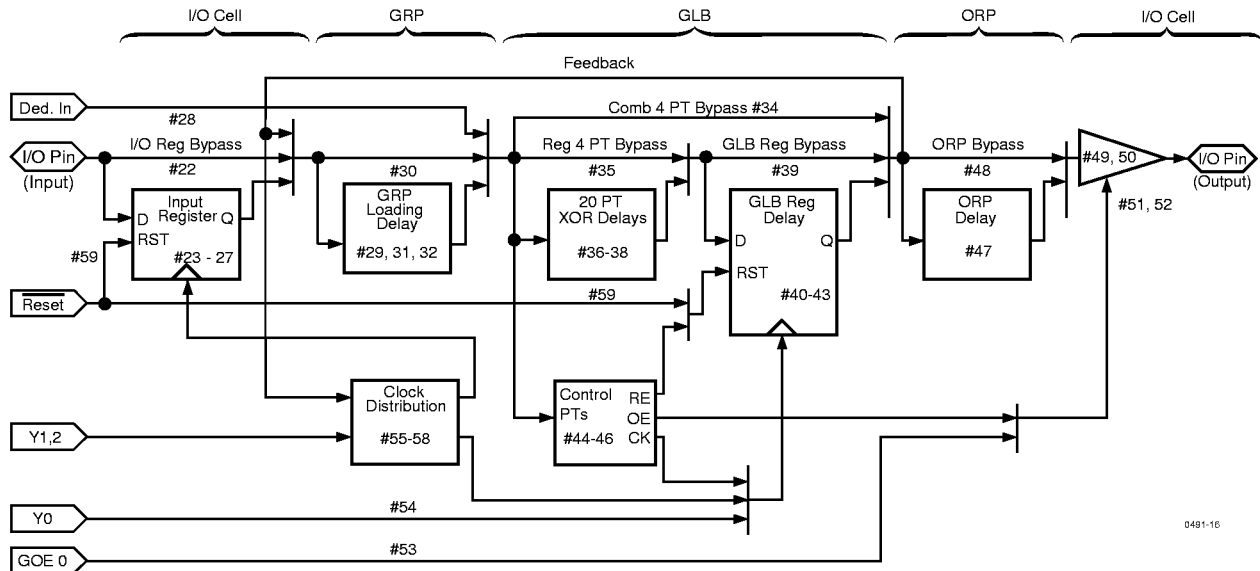 I/O Cell
GRP
GLB
ORP
I/O Cell
Feedback
Ded. In
#28
Comb 4 PT Bypass #34
I/O Pin
(Input)
I/O Reg Bypass
#22
#30
Reg 4 PT Bypass
#35
GLB Reg Bypass
#39
ORP Bypass
#48
#49, 50
I/O Pin
(Output)
#51, 52
Input
Register
D
Q
RST
#23 - 27
GRP
Loading
Delay
#29, 31, 32
20 PT
XOR Delays
#36-38
GLB Reg
Delay
D
Q
RST
#40-43
ORP
Delay
#47
#59
Reset
#59
Clock
Distribution
#55-58
Control
PTs
#44-46
RE
OE
CK
Y1,2
Y0
#54
GOE 0
#53
0491-16